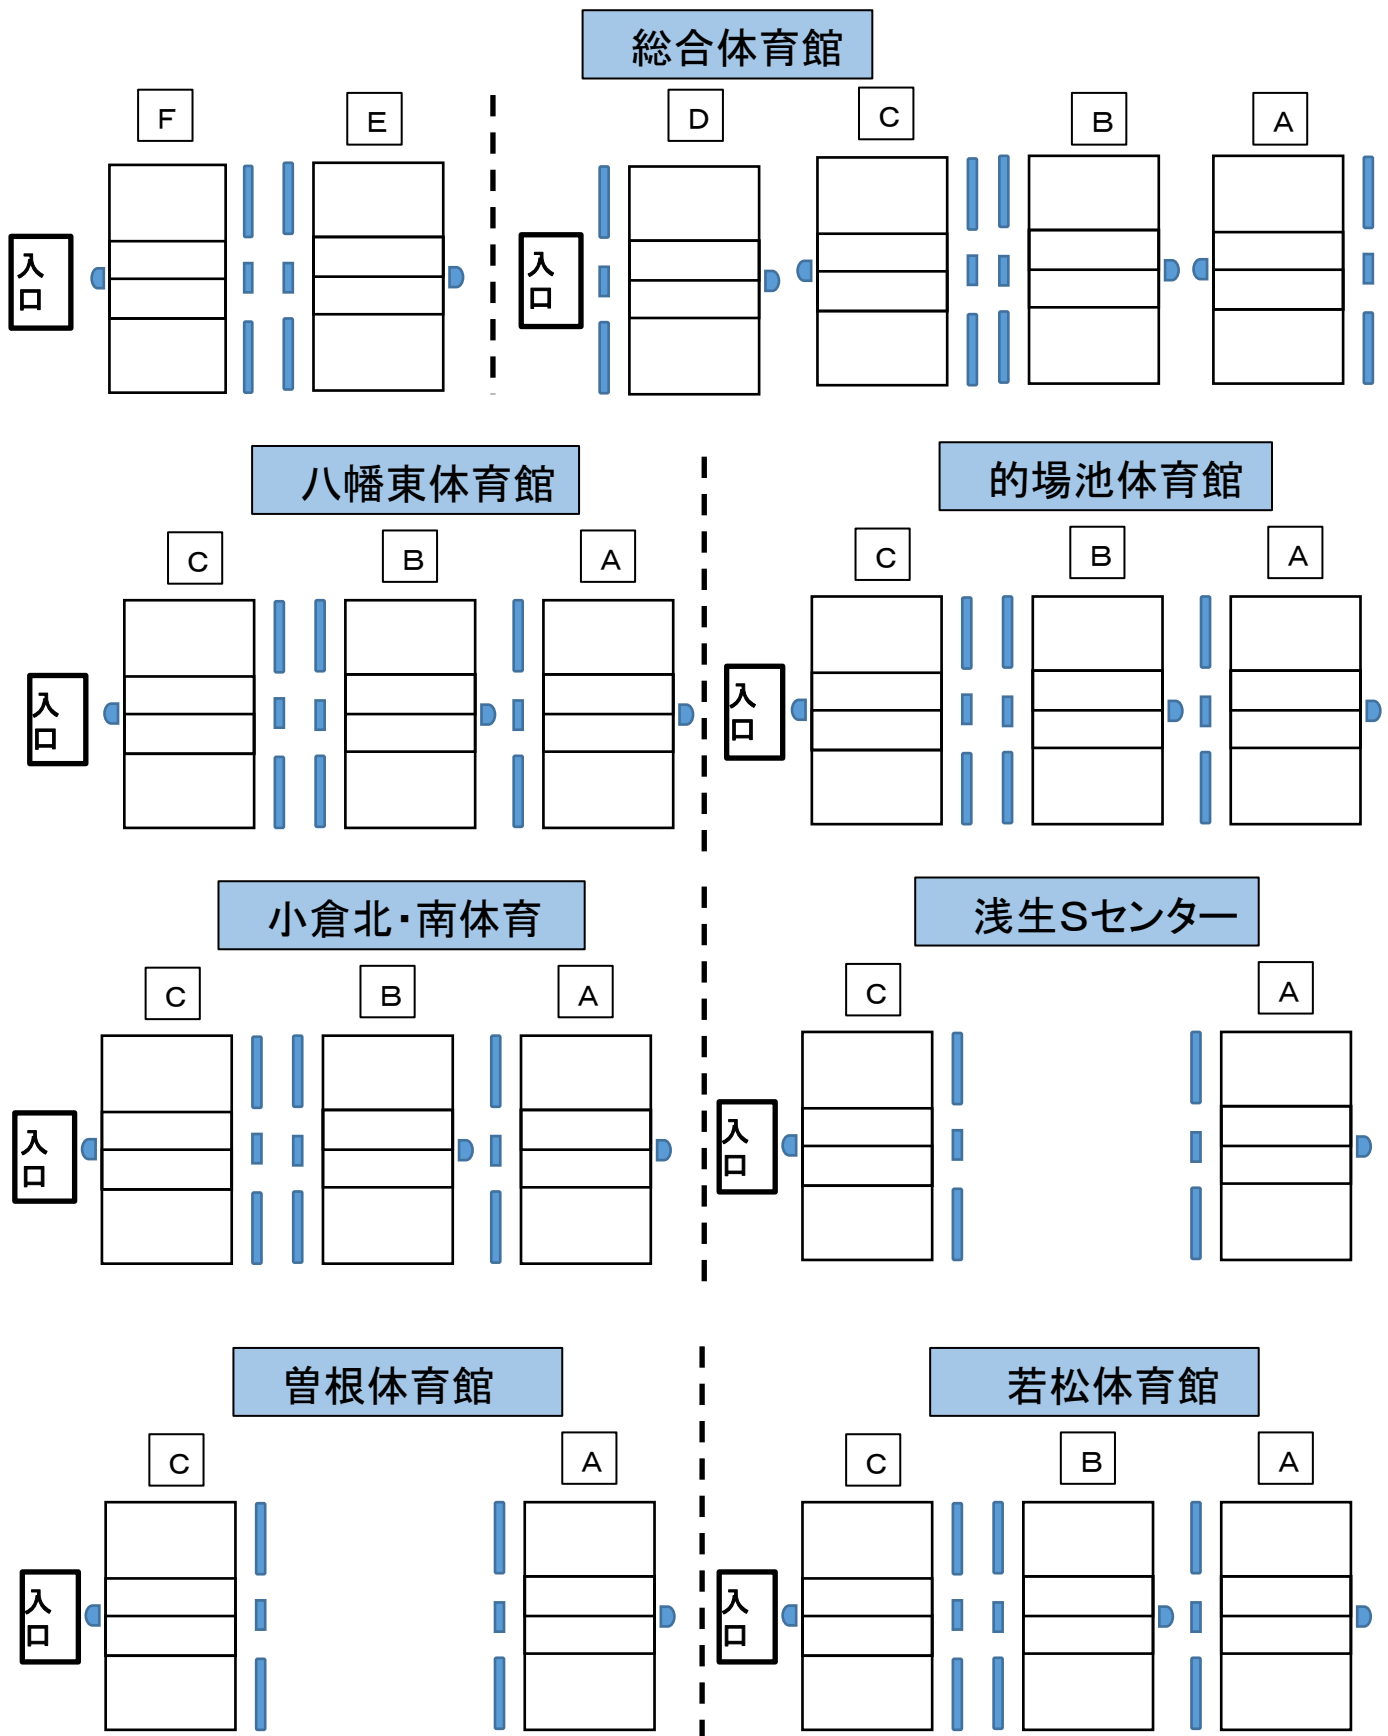 総合体育館
F E D C B A
入
口
入
口
八幡東体育館
的場池体育館
C B A
C B A
入
口
入
口
小倉北・南体育
浅生Sセンター
C B A
C A
入
口
入
口
曽根体育館
若松体育館
C A
C B A
入
口
入
口